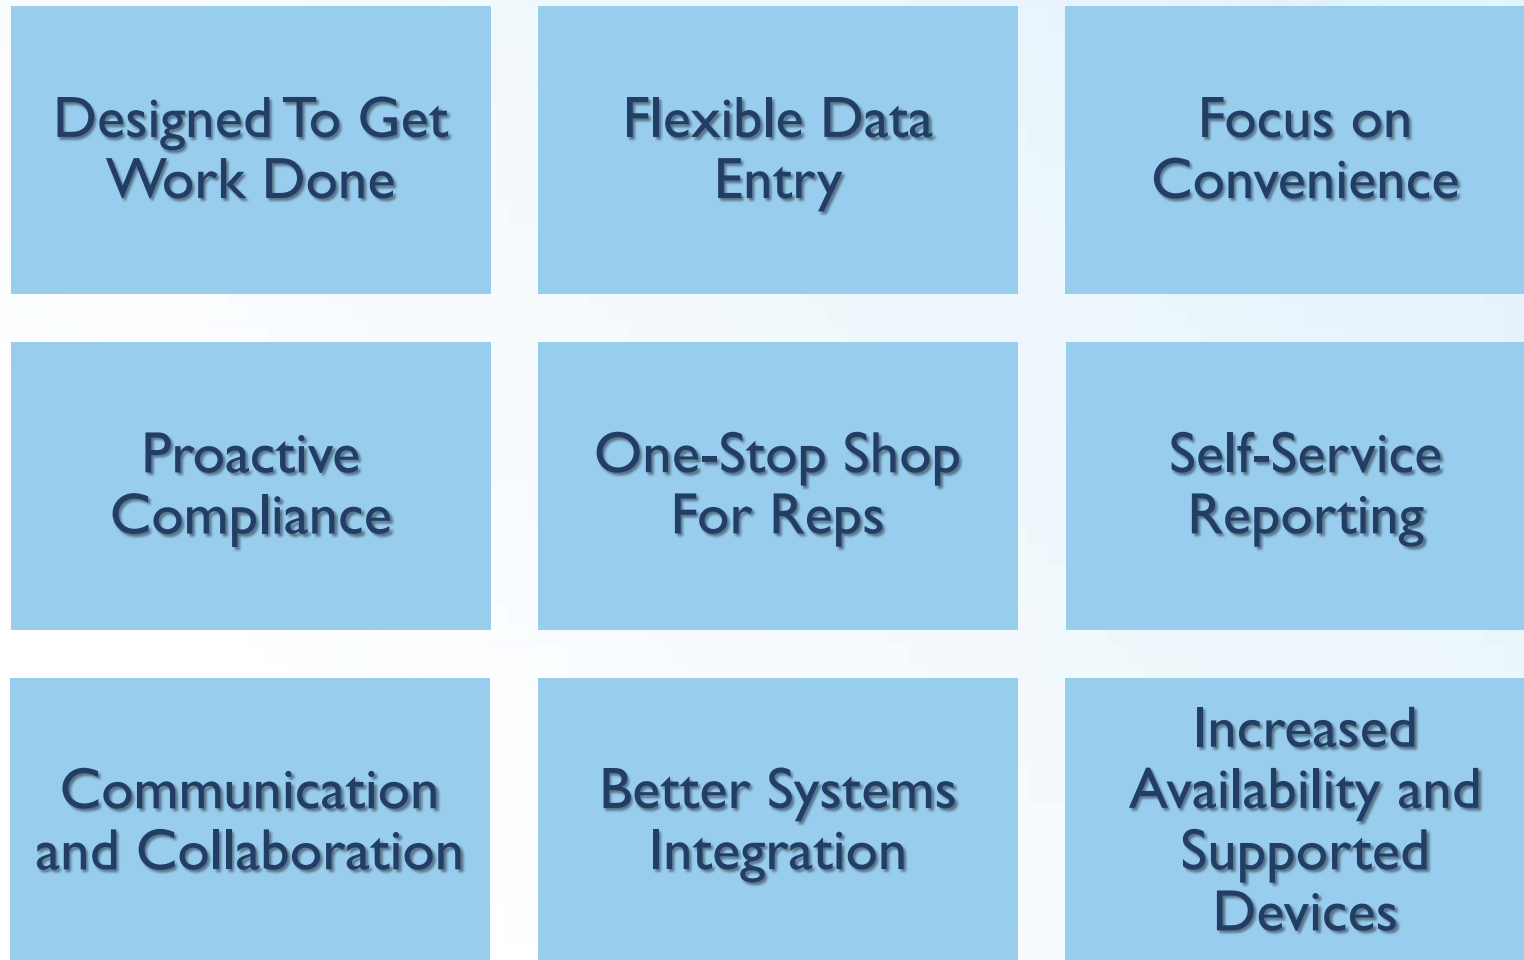 Designed To Get
Work Done
Flexible Data
Entry
Focus on
Convenience
Proactive
Compliance
One-Stop Shop
For Reps
Self-Service
Reporting
Communication
and Collaboration
Better Systems
Integration
Increased
Availability and
Supported
Devices